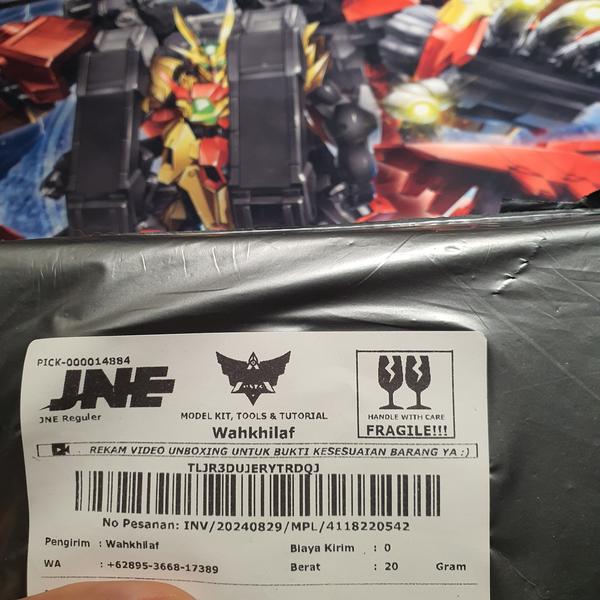 PICK-000014884
JNE
JNE Reguler
MODEL KIT, TOOLS & TUTORIAL
Wahkhilaf
HANDLE WITH CARE
FRAGILE!!!
REKAM VIDEO UNBOXING UNTUK BUKTI KESESUAIAN BARANG YA :)
TLJR3DUJERYTRDQJ
No Pesanan: INV/20240829/MPL/4118220542
Pengirim : Wahkhilaf Biaya Kirim : 0
WA : +62895-3668-17389 Berat : 20 Gram